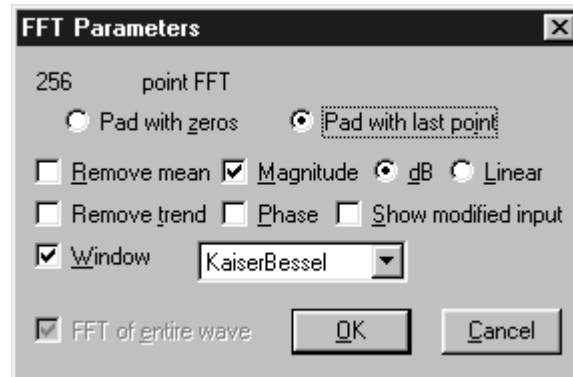 FFT Parameters
256 point FFT
Pad with zeros Pad with last point
Remove mean Magnitude dB Linear
Remove trend Phase Show modified input
Window KaiserBessel
FFT of entire wave OK Cancel